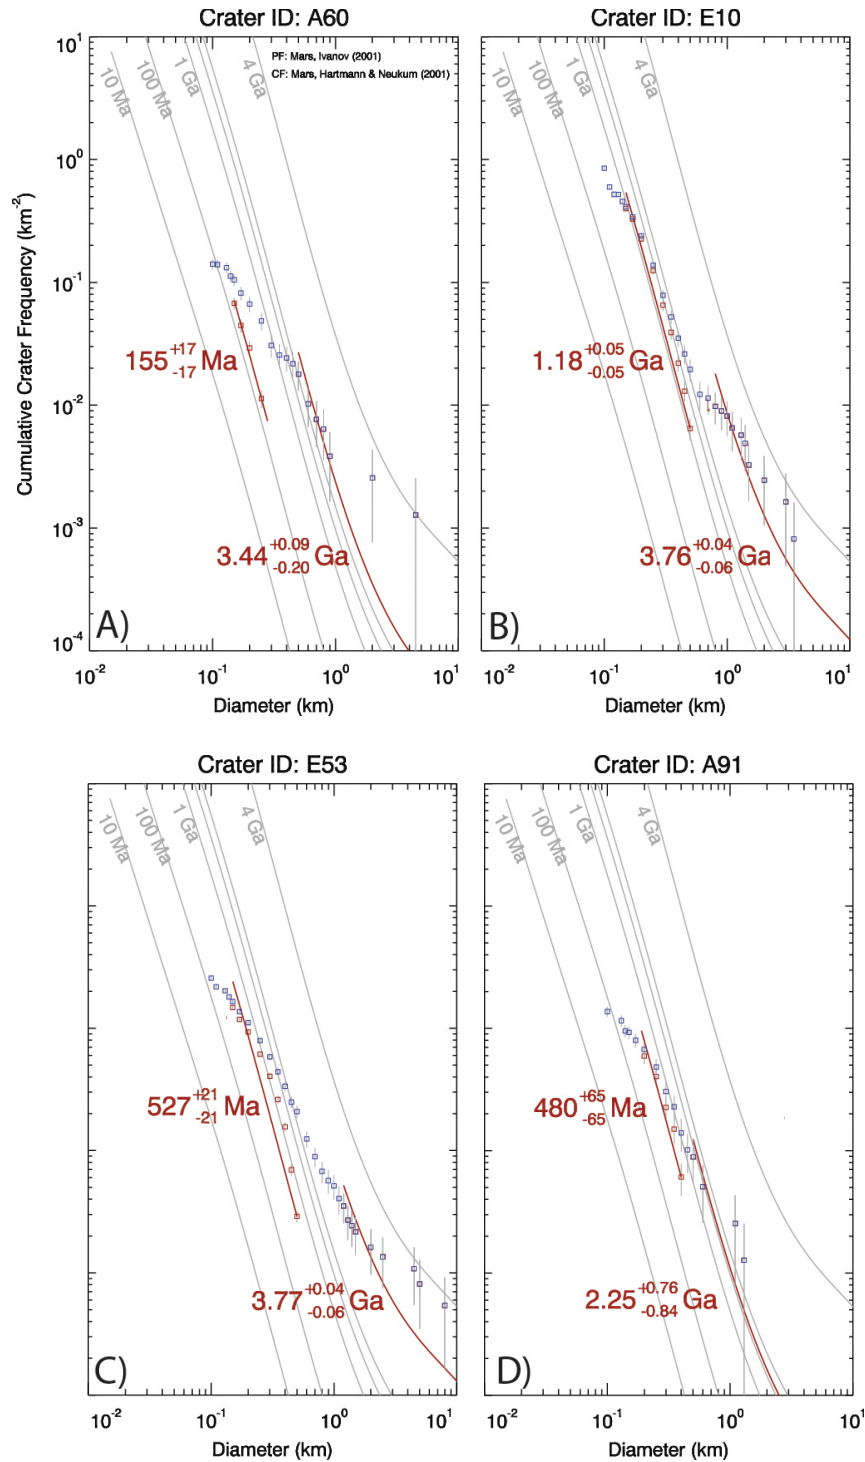 Crater ID: A60
10^1
PF: Mars, Ivanov (2001)
CF: Mars, Hartmann & Neukum (2001)
10 Ma
100 Ma
1 Ga
4 Ga
10^0
10^-1
10^-2
10^-3
10^-4
Cumulative Crater Frequency (km^-2)
155 +17 -17 Ma
3.44 +0.09 -0.20 Ga
A)
10^-2 10^-1 10^0 10^1
Diameter (km)
Crater ID: E10
10 Ma
100 Ma
1 Ga
4 Ga
1.18 +0.05 -0.05 Ga
3.76 +0.04 -0.06 Ga
B)
10^-2 10^-1 10^0 10^1
Diameter (km)
Crater ID: E53
10 Ma
100 Ma
1 Ga
4 Ga
527 +21 -21 Ma
3.77 +0.04 -0.06 Ga
C)
10^-2 10^-1 10^0 10^1
Diameter (km)
Crater ID: A91
10 Ma
100 Ma
1 Ga
4 Ga
480 +65 -65 Ma
2.25 +0.76 -0.84 Ga
D)
10^-2 10^-1 10^0 10^1
Diameter (km)